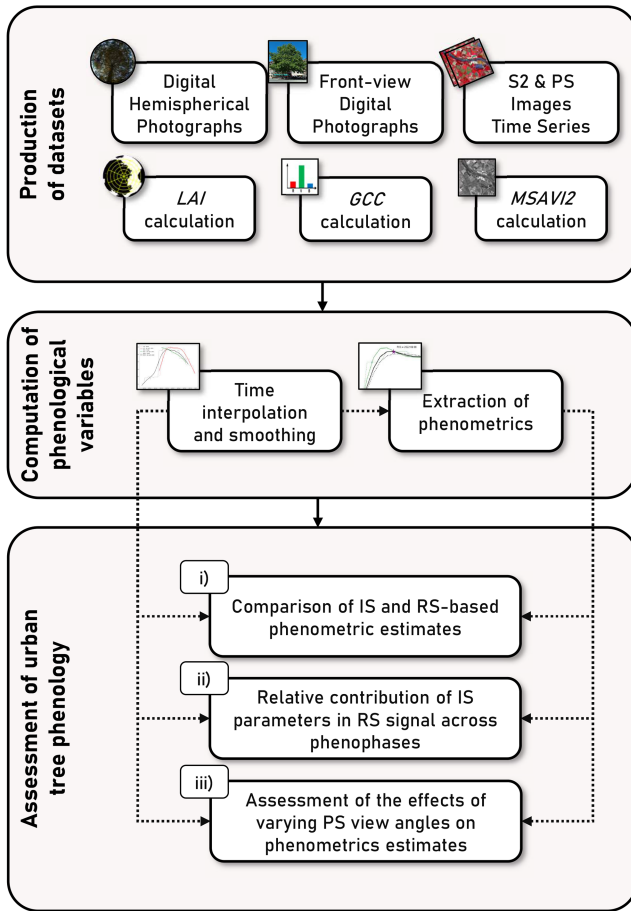 Production
of datasets
Digital
Hemispherical
Photographs
Front-view
Digital
Photographs
S2 & PS
Images
Time Series
LAI
calculation
GCC
calculation
MSAVI2
calculation
Computation of
phenological
variables
Time
interpolation
and smoothing
Extraction of
phenometrics
Assessment of urban
tree phenology
i)
Comparison of IS and RS-based
phenometric estimates
ii)
Relative contribution of IS
parameters in RS signal across
phenophases
iii)
Assessment of the effects of
varying PS view angles on
phenometrics estimates